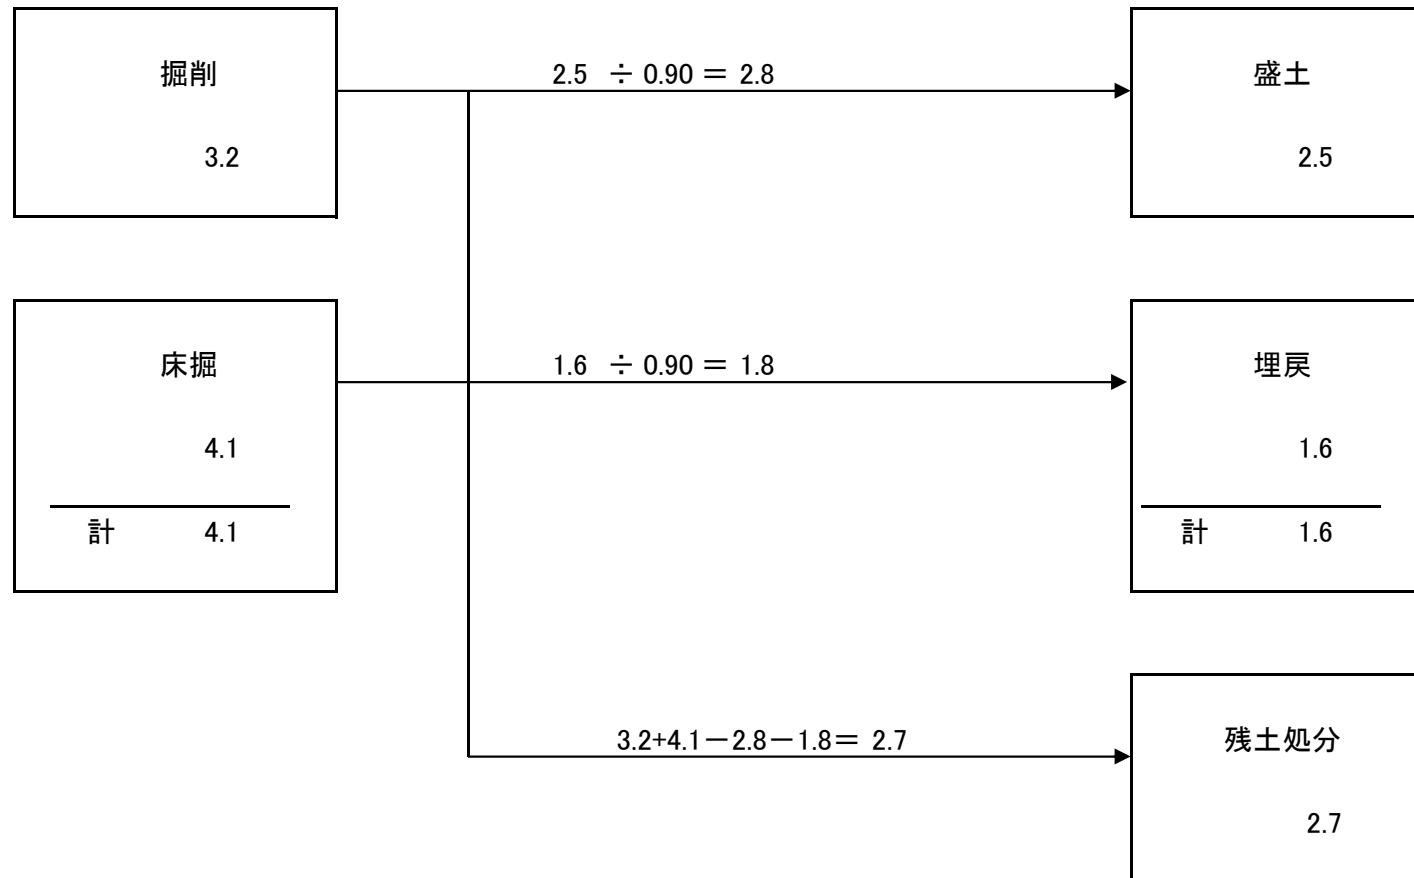 掘削
3.2
2.5 ÷ 0.90 ＝ 2.8
盛土
2.5
床掘
4.1
計 4.1
1.6 ÷ 0.90 ＝ 1.8
埋戻
1.6
計 1.6
3.2+4.1－2.8－1.8＝ 2.7
残土処分
2.7